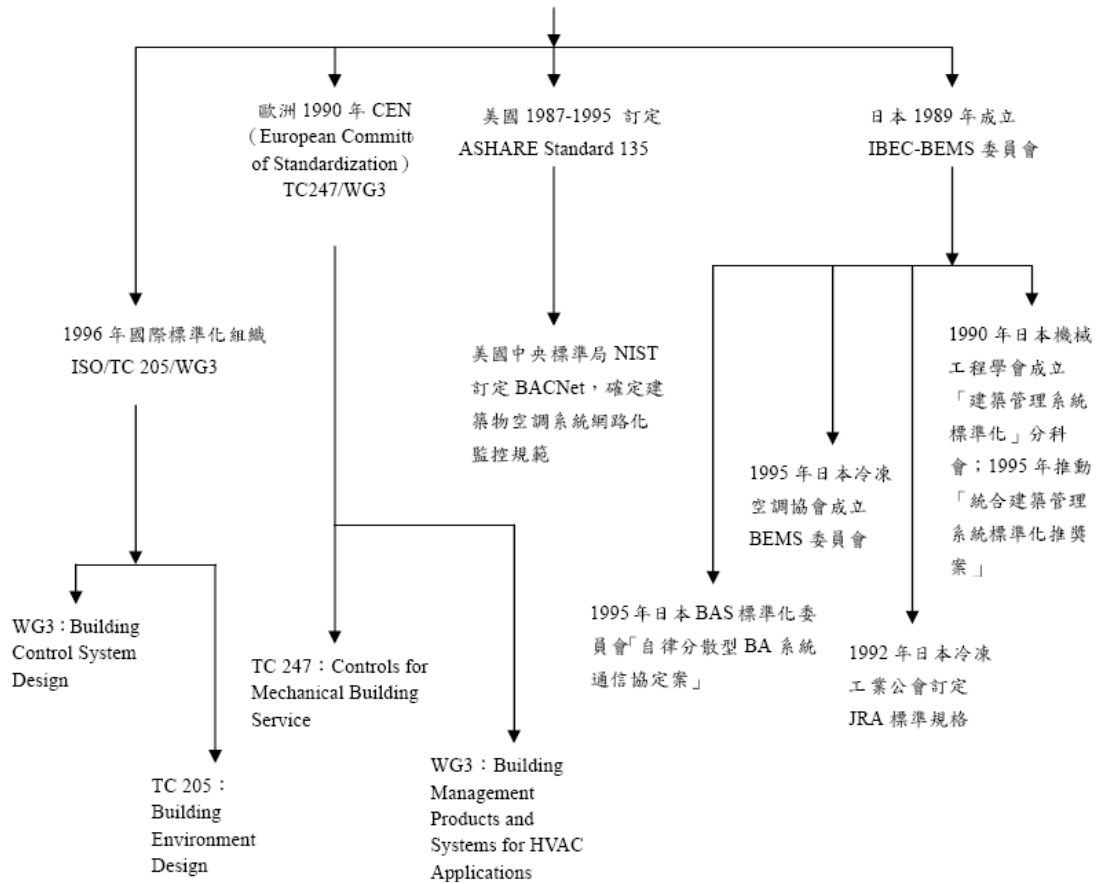 歐洲 1990 年 CEN
（European Committe
of Standardization）
TC247/WG3
美國 1987-1995 訂定
ASHARE Standard 135
日本 1989 年成立
IBEC-BEMS 委員會
1996 年國際標準化組織
ISO/TC 205/WG3
美國中央標準局 NIST
訂定 BACNet，確定建
築物空調系統網路化
監控規範
1990 年日本機械
工程學會成立
「建築管理系統
標準化」分科
會；1995 年推動
「統合建築管理
系統標準化推獎
案」
1995 年日本冷凍
空調協會成立
BEMS 委員會
1995 年日本 BAS 標準化委
員會「自律分散型 BA 系統
通信協定案」
1992 年日本冷凍
工業公會訂定
JRA 標準規格
WG3：Building
Control System
Design
TC 205：
Building
Environment
Design
TC 247：Controls for
Mechanical Building
Service
WG3：Building
Management
Products and
Systems for HVAC
Applications